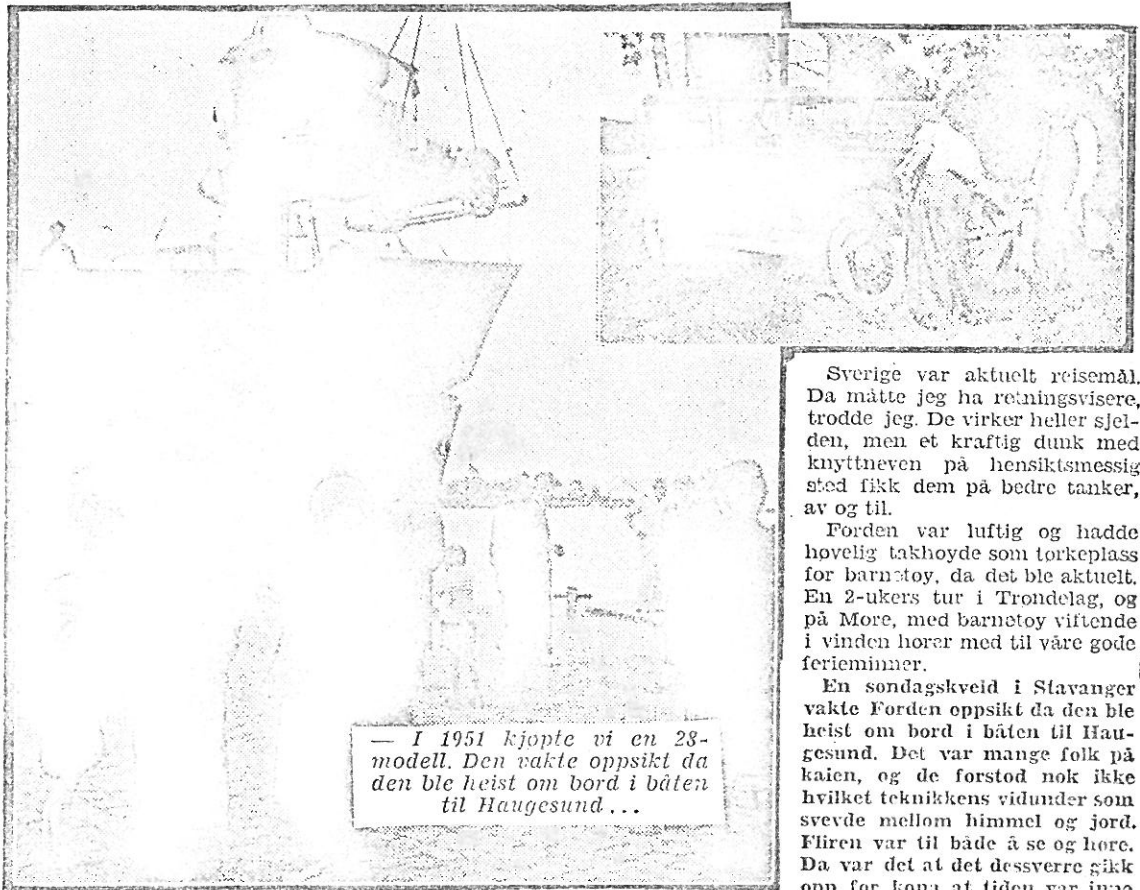 — I 1951 kjøpte vi en 28-
modell. Den vakte oppsikt da
den ble heist om bord i båten
til Haugesund...
Sverige var aktuelt reisemål.
Da måtte jeg ha retningsvisere,
trodde jeg. De virker heller sjel-
den, men et kraftig dunk med
knyttneven på hensiktsmessig
sted fikk dem på bedre tanker,
av og til.
Forden var luftig og hadde
høvelig takhøyde som tørkeplass
for barnetøy, da det ble aktuelt.
En 2-ukers tur i Trøndelag, og
på Møre, med barnetøy viftende
i vinden hører med til våre gode
ferieminner.
En søndagskveld i Stavanger
vakte Forden oppsikt da den ble
heist om bord i båten til Hau-
gesund. Det var mange folk på
kaien, og de forstod nok ikke
hvilket teknikkens vidunder som
svevde mellom himmel og jord.
Fliren var til både å se og høre.
Da var det at det dessverre gikk
opp for kona at tiden var